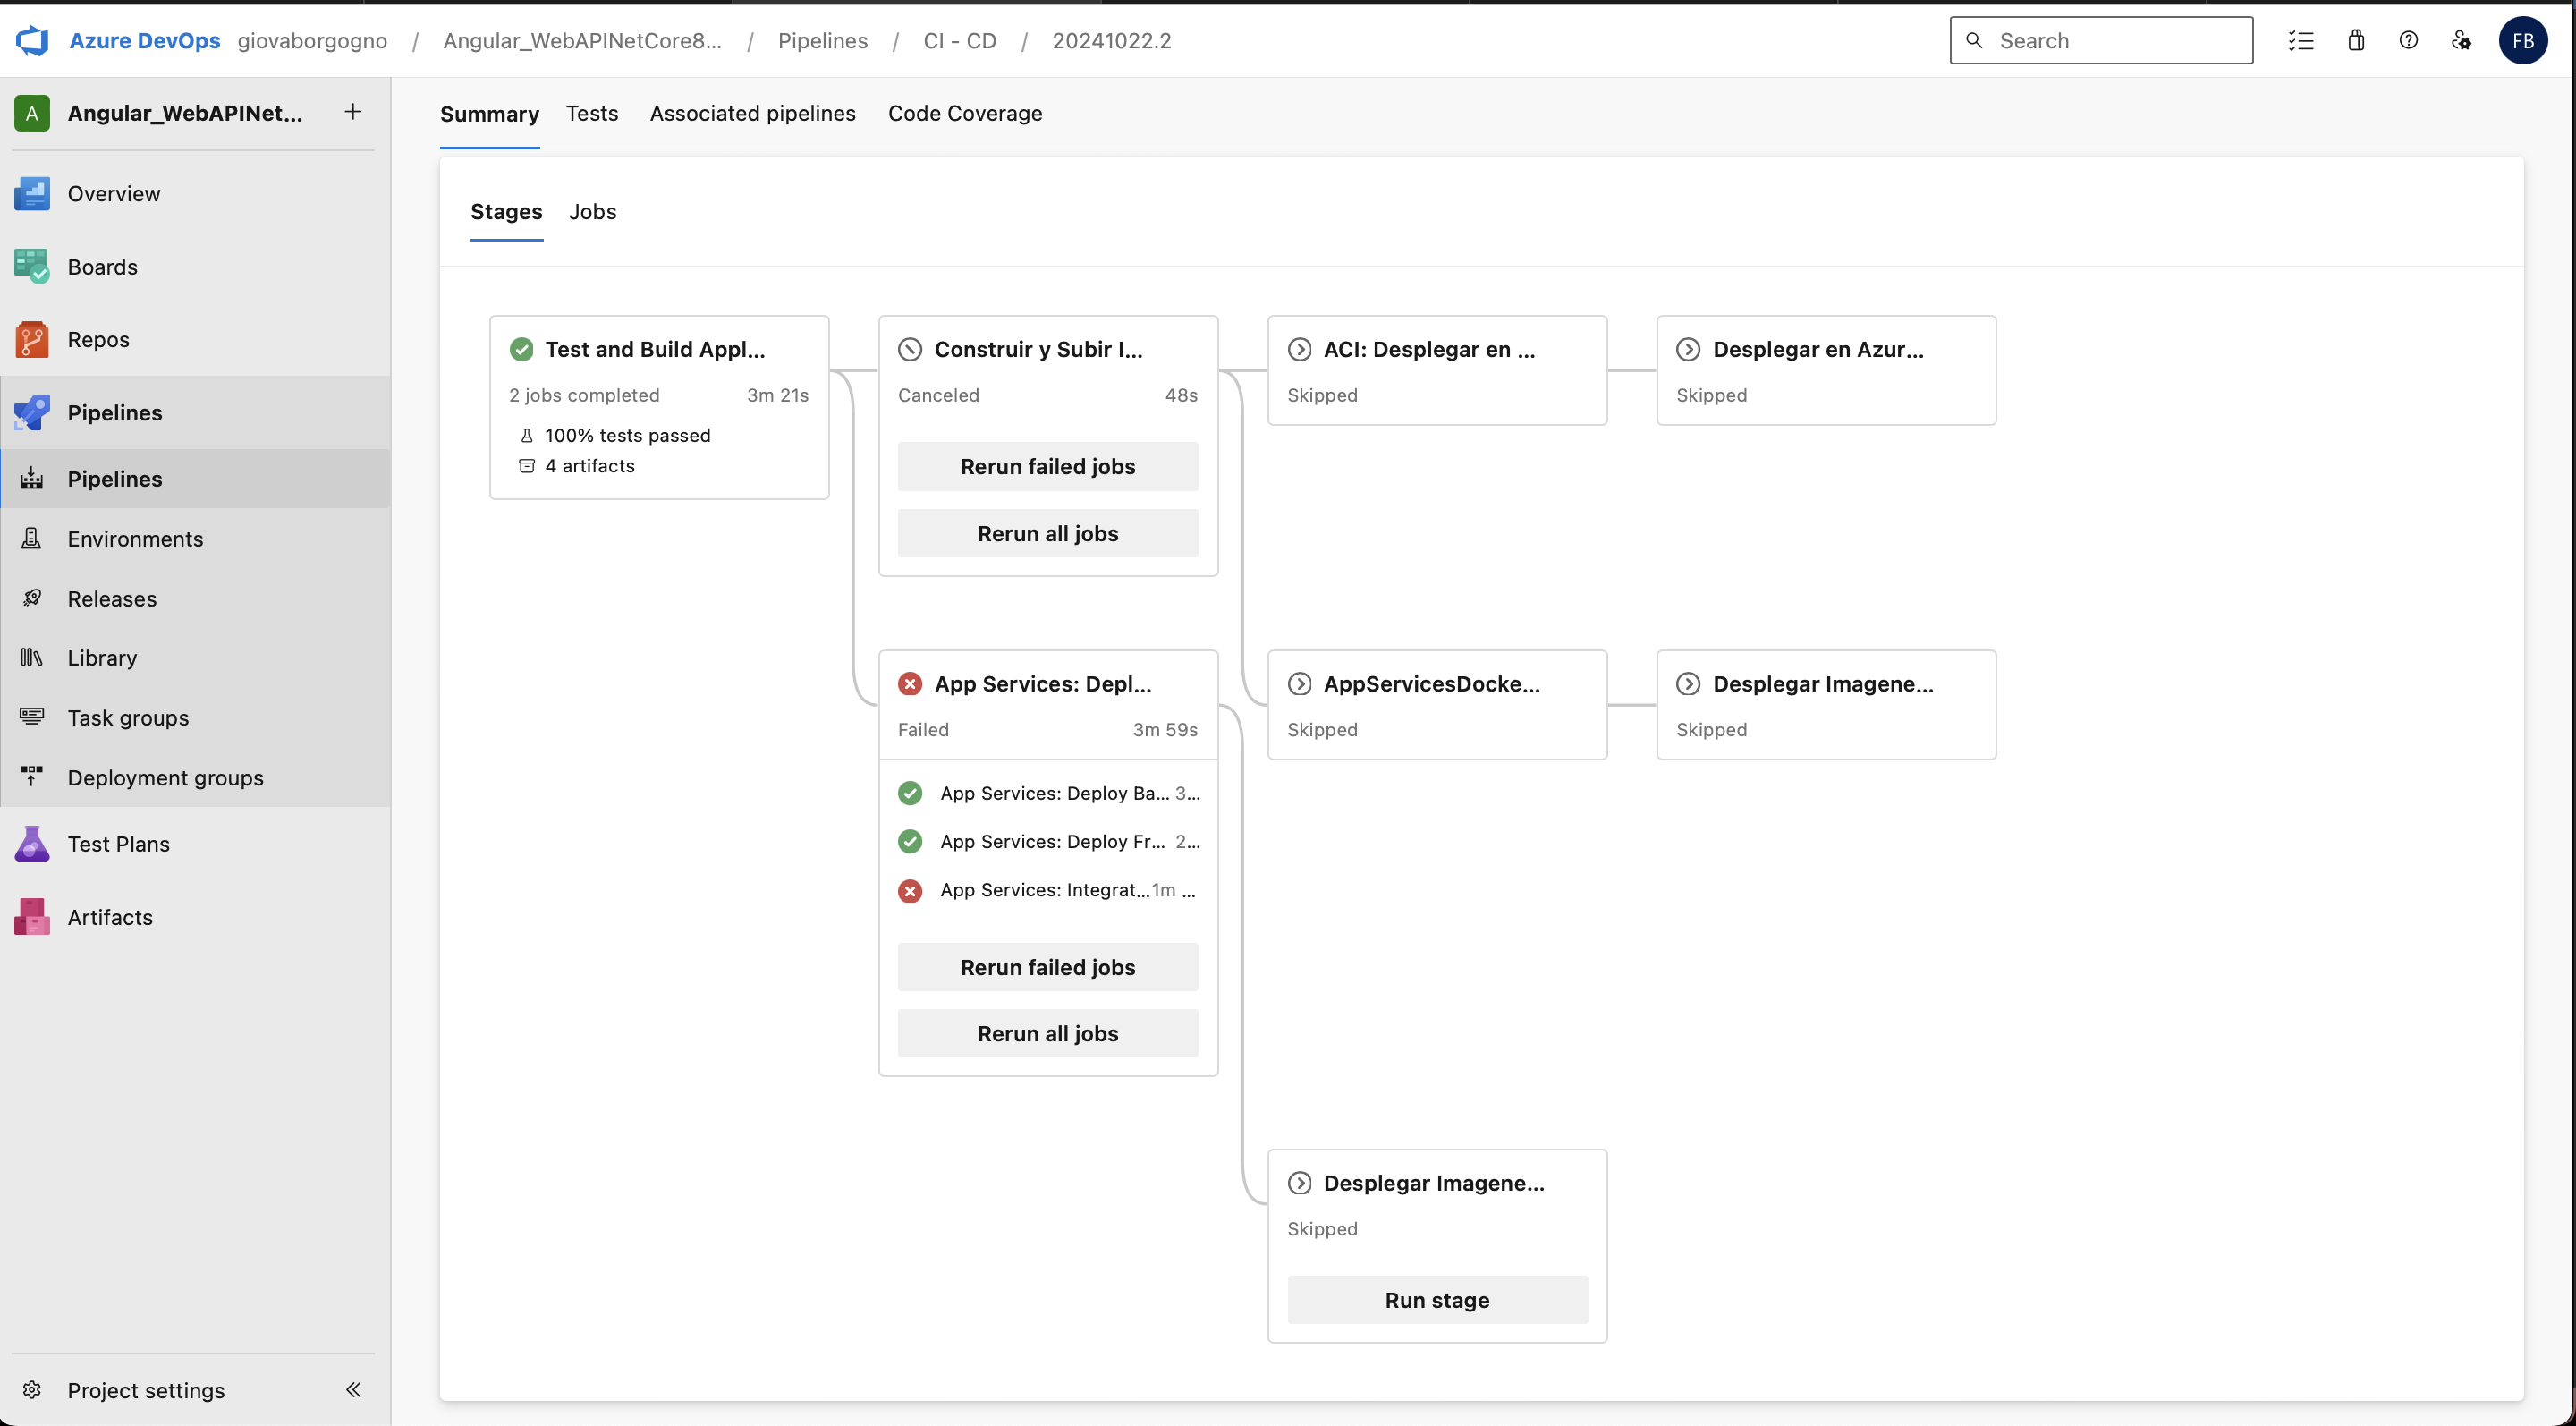 Azure DevOps giovaborgogno / Angular_WebAPINetCore8... / Pipelines / CI - CD / 20241022.2
Search
FB
A Angular_WebAPINet...
Overview
Boards
Repos
Pipelines
Pipelines
Environments
Releases
Library
Task groups
Deployment groups
Test Plans
Artifacts
Project settings
Summary Tests Associated pipelines Code Coverage
Stages Jobs
Test and Build Appl...
2 jobs completed 3m 21s
100% tests passed
4 artifacts
Construir y Subir I...
Canceled 48s
Rerun failed jobs
Rerun all jobs
ACI: Desplegar en ...
Skipped
Desplegar en Azur...
Skipped
App Services: Depl...
Failed 3m 59s
App Services: Deploy Ba... 3...
App Services: Deploy Fr... 2...
App Services: Integrat... 1m ...
Rerun failed jobs
Rerun all jobs
AppServicesDocke...
Skipped
Desplegar Imagene...
Skipped
Desplegar Imagene...
Skipped
Run stage